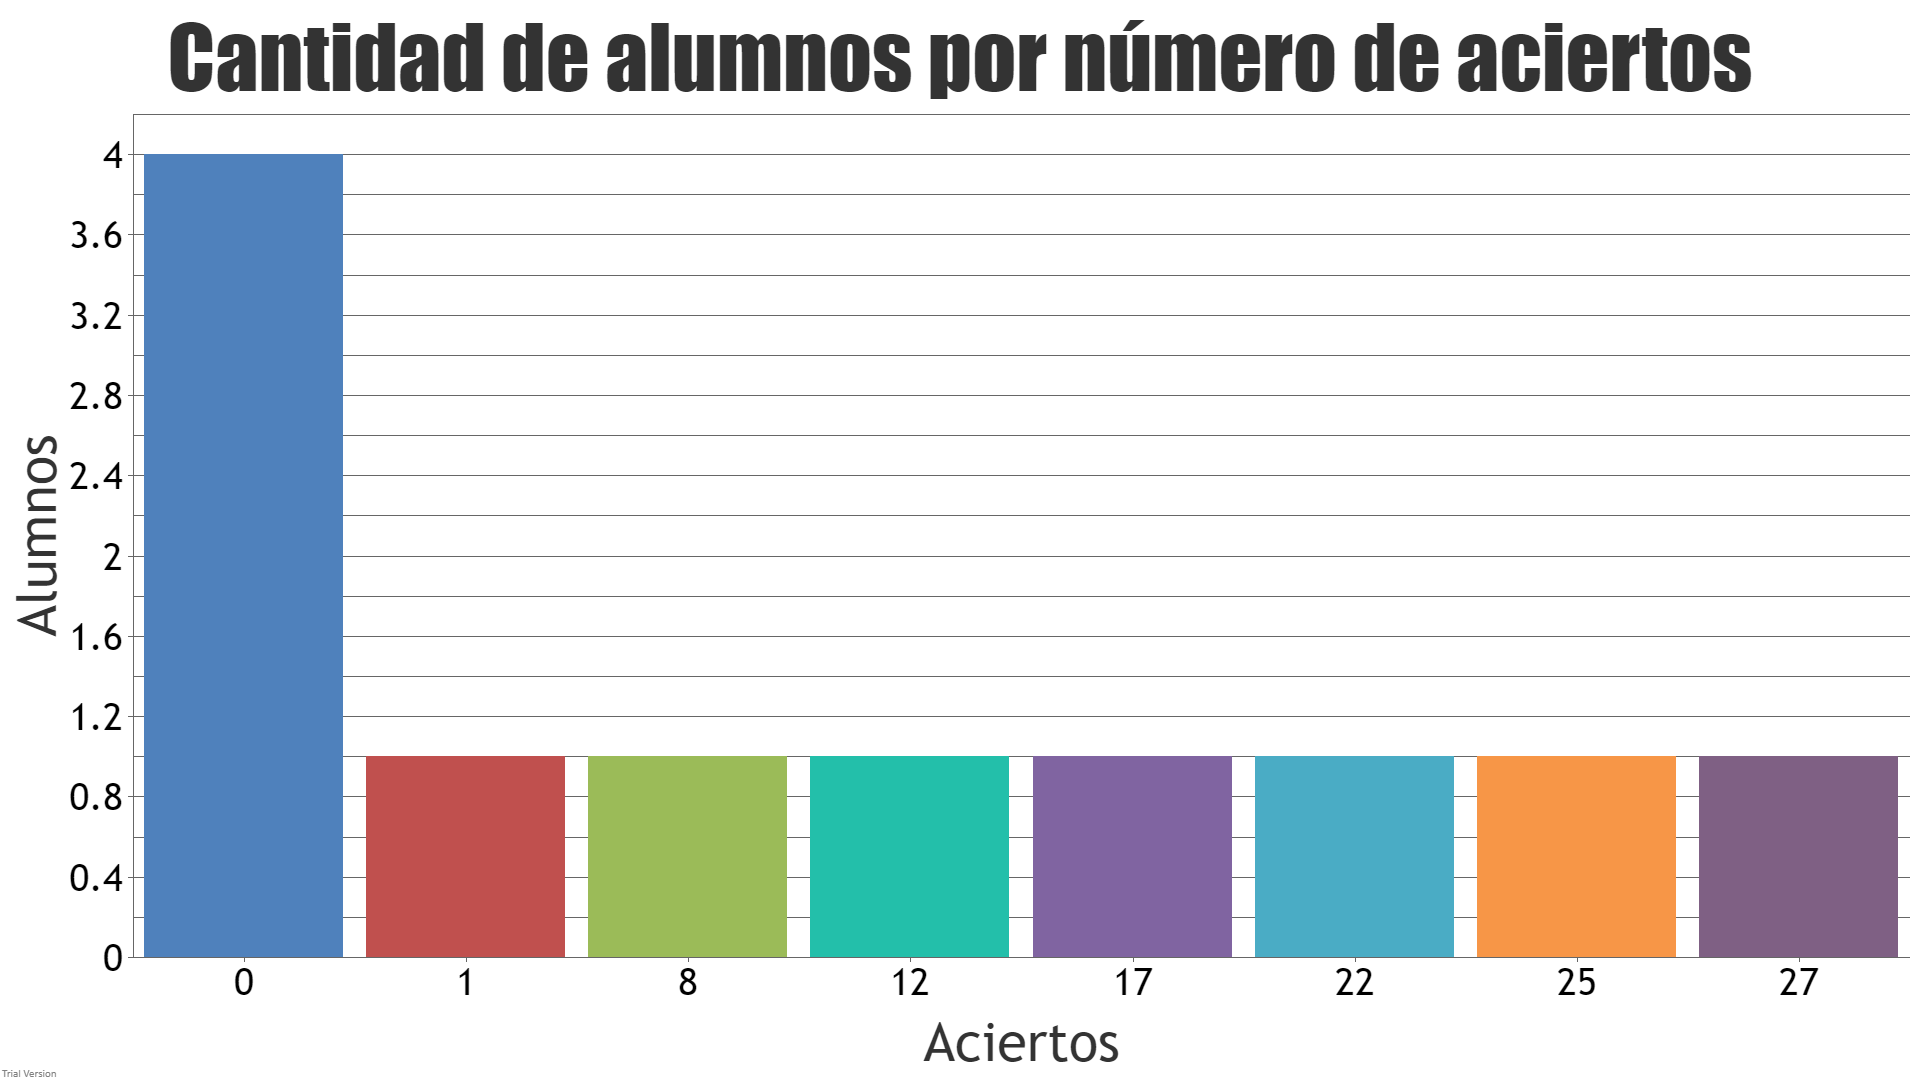 Cantidad de alumnos por número de aciertos
Alumnos
4
3.6
3.2
2.8
2.4
2
1.6
1.2
0.8
0.4
0
0 1 8 12 17 22 25 27
Aciertos
Trial Version